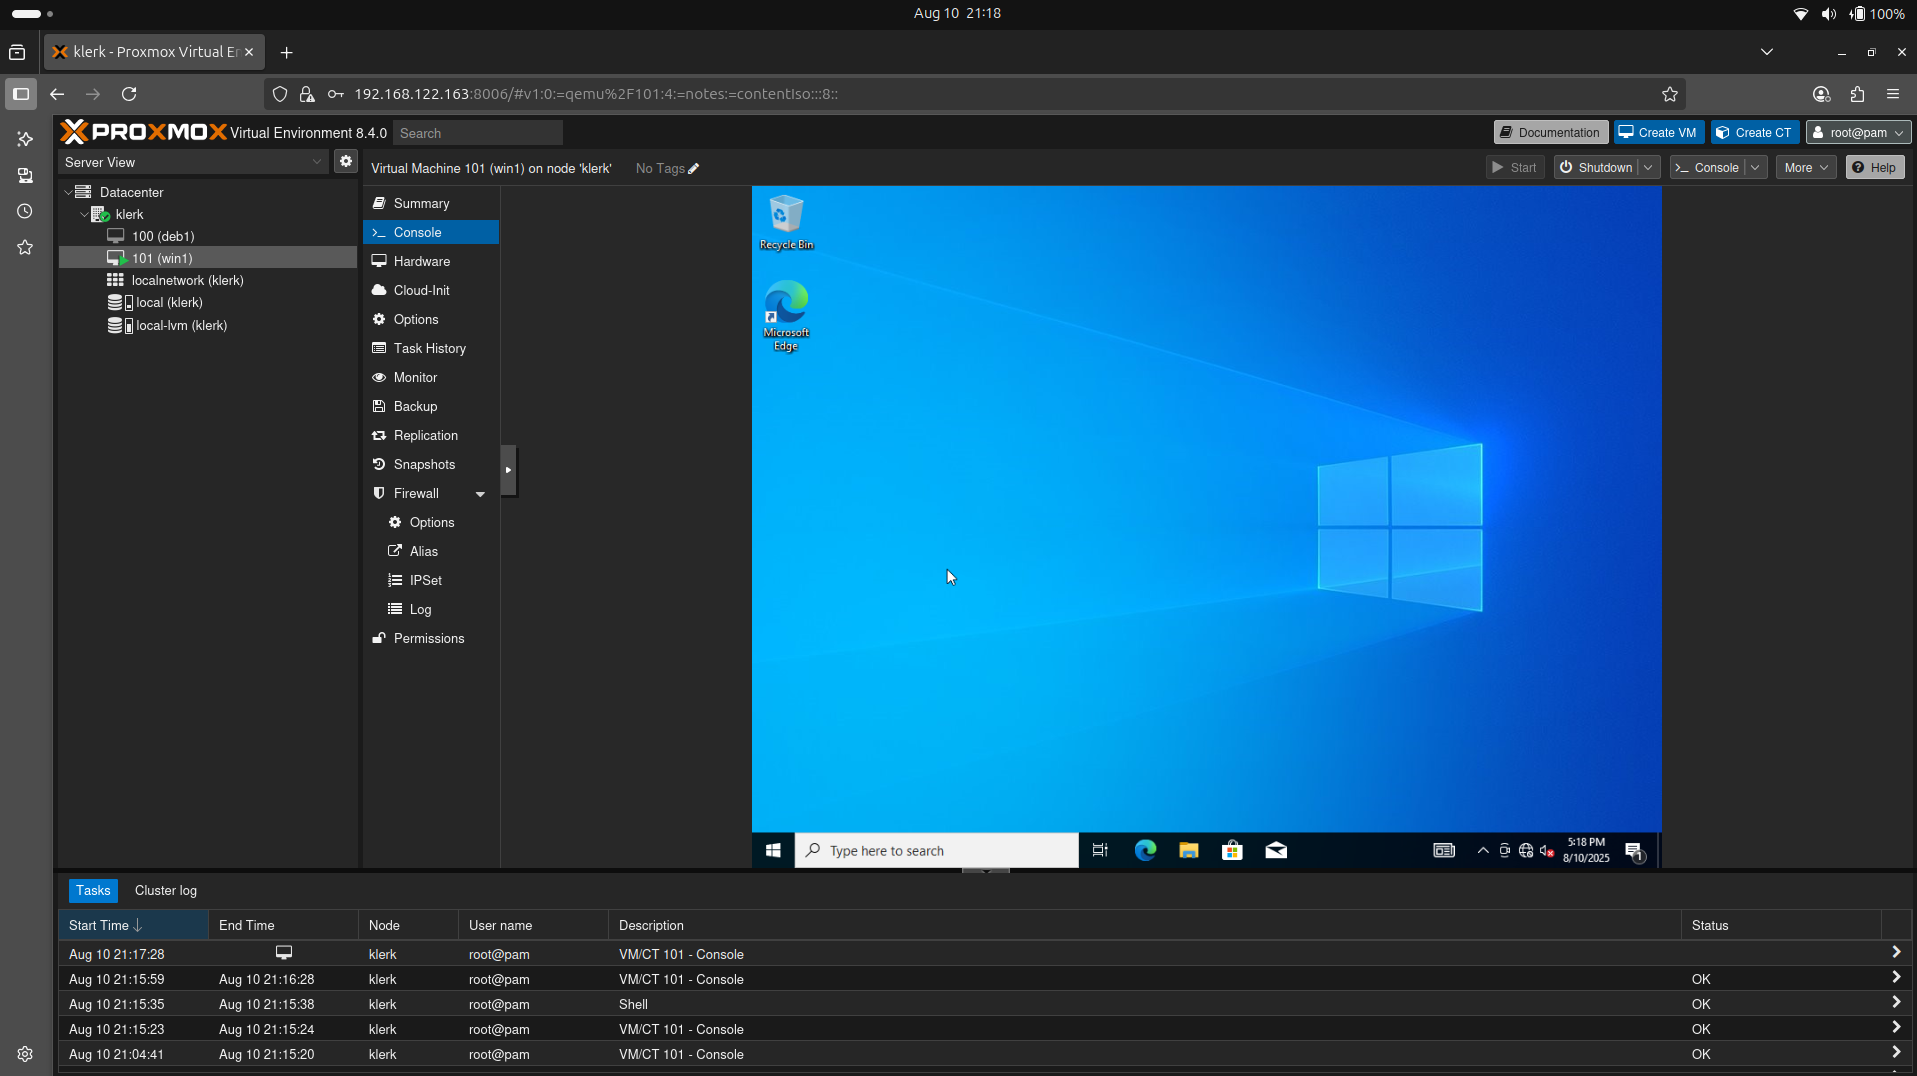 Aug 10 21:18
100%
klerk - Proxmox Virtual En
192.168.122.163:8006/#v1:0:=qemu%2F101:4:=notes:=contentIso:::8::
PROXMOX Virtual Environment 8.4.0 Search Documentation Create VM Create CT root@pam
Server View
Virtual Machine 101 (win1) on node 'klerk' No Tags Start Shutdown Console More Help
Datacenter
klerk
100 (deb1)
101 (win1)
localnetwork (klerk)
local (klerk)
local-lvm (klerk)
Summary
Console
Hardware
Cloud-Init
Options
Task History
Monitor
Backup
Replication
Snapshots
Firewall
Options
Alias
IPSet
Log
Permissions
Recycle Bin
Microsoft
Edge
Type here to search
5:18 PM
8/10/2025
1
Tasks Cluster log
Start Time End Time Node User name Description Status
Aug 10 21:17:28 klerk root@pam VM/CT 101 - Console
Aug 10 21:15:59 Aug 10 21:16:28 klerk root@pam VM/CT 101 - Console OK
Aug 10 21:15:35 Aug 10 21:15:38 klerk root@pam Shell OK
Aug 10 21:15:23 Aug 10 21:15:24 klerk root@pam VM/CT 101 - Console OK
Aug 10 21:04:41 Aug 10 21:15:20 klerk root@pam VM/CT 101 - Console OK